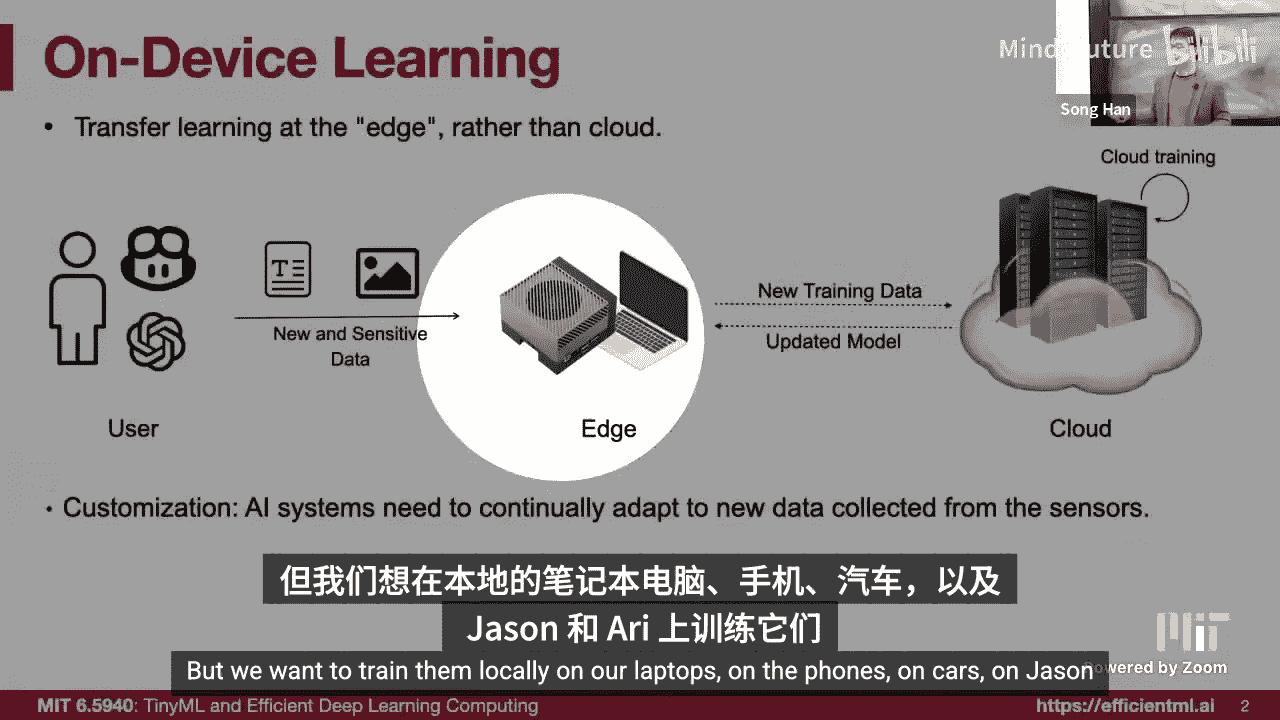 On-Device Learning
Mind
uture
bilibili
Song Han
• Transfer learning at the "edge", rather than cloud.
Cloud training
New and Sensitive
Data
New Training Data
Updated Model
User
Edge
Cloud
• Customization: AI systems need to continually adapt to new data collected from the sensors.
但我们想在本地的笔记本电脑、手机、汽车，以及
Jason 和 Ari 上训练它们
But we want to train them locally on our laptops, on the phones, on cars, on Jason
MIT
owered by Zoom
MIT 6.5940: TinyML and Efficient Deep Learning Computing
https://efficientml.ai
2